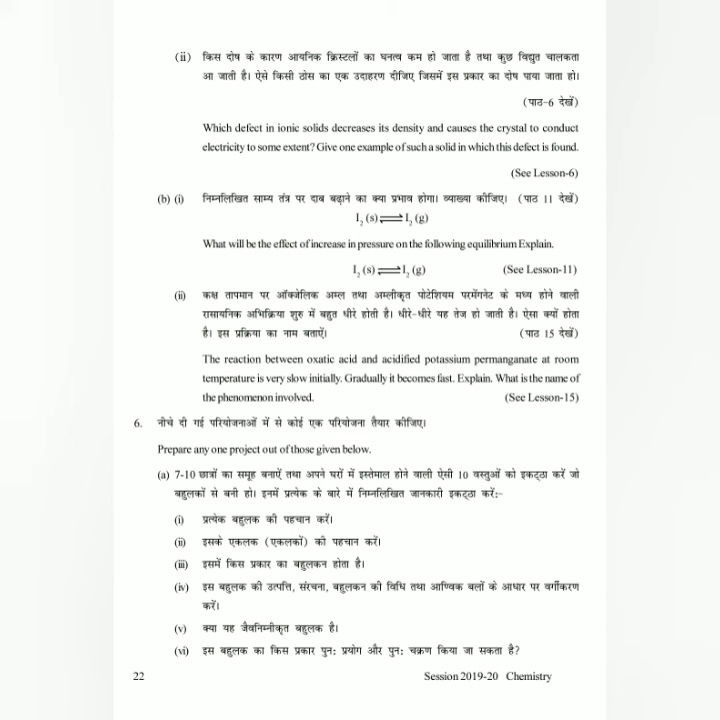 (ii) किस दोष के कारण आयनिक क्रिस्टलों का घनत्व कम हो जाता है तथा कुछ विद्युत चालकता
आ जाती है। ऐसे किसी ठोस का एक उदाहरण दीजिए जिसमें इस प्रकार का दोष पाया जाता हो।
(पाठ-6 देखें)
Which defect in ionic solids decreases its density and causes the crystal to conduct
electricity to some extent? Give one example of such a solid in which this defect is found.
(See Lesson-6)
(b) (i) निम्नलिखित साम्य तंत्र पर दाब बढ़ाने का क्या प्रभाव होगा। व्याख्या कीजिए। (पाठ 11 देखें)
I₂ (s) ⇌ I₂ (g)
What will be the effect of increase in pressure on the following equilibrium Explain.
I₂ (s) ⇌ I₂ (g) (See Lesson-11)
(ii) कक्ष तापमान पर ऑक्जेलिक अम्ल तथा अम्लीकृत पोटेशियम परमेंगनेट के मध्य होने वाली
रासायनिक अभिक्रिया शुरु में बहुत धीरे होती है। धीरे-धीरे यह तेज हो जाती है। ऐसा क्यों होता
है। इस प्रक्रिया का नाम बताऐं। (पाठ 15 देखें)
The reaction between oxatic acid and acidified potassium permanganate at room
temperature is very slow initially. Gradually it becomes fast. Explain. What is the name of
the phenomenon involved. (See Lesson-15)
6. नीचे दी गई परियोजनाओं में से कोई एक परियोजना तैयार कीजिए।
Prepare any one project out of those given below.
(a) 7-10 छात्रों का समूह बनाऐं तथा अपने घरों में इस्तेमाल होने वाली ऐसी 10 वस्तुओं को इकट्ठा करें जो
बहुलकों से बनी हो। इनमें प्रत्येक के बारे में निम्नलिखित जानकारी इकट्ठा करें:-
(i) प्रत्येक बहुलक की पहचान करें।
(ii) इसके एकलक (एकलकों) की पहचान करें।
(iii) इसमें किस प्रकार का बहुलकन होता है।
(iv) इस बहुलक की उत्पत्ति, संरचना, बहुलकन की विधि तथा आण्विक बलों के आधार पर वर्गीकरण
करें।
(v) क्या यह जैवनिम्नीकृत बहुलक है।
(vi) इस बहुलक का किस प्रकार पुनः प्रयोग और पुनः चक्रण किया जा सकता है?
22 Session 2019-20 Chemistry